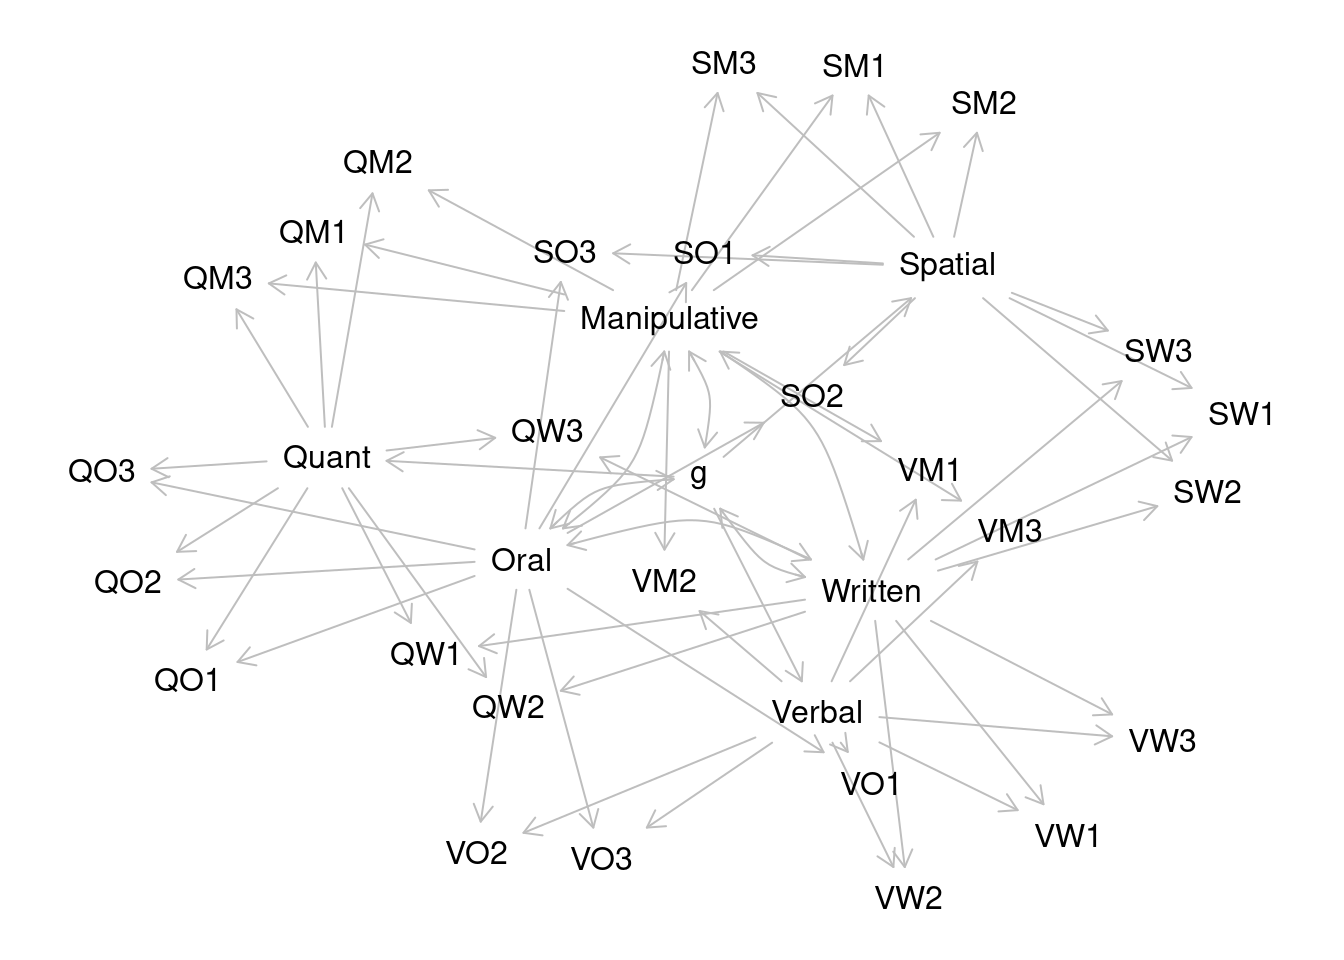 SM3
SM1
SM2
QM2
QM1
SO3
SO1
Spatial
QM3
Manipulative
SW3
SO2
SW1
QW3
Quant
QO3
g
VM1
SW2
VM3
Oral
QO2
VM2
Written
QW1
QO1
QW2
Verbal
VW3
VO1
VW1
VO2
VO3
VW2